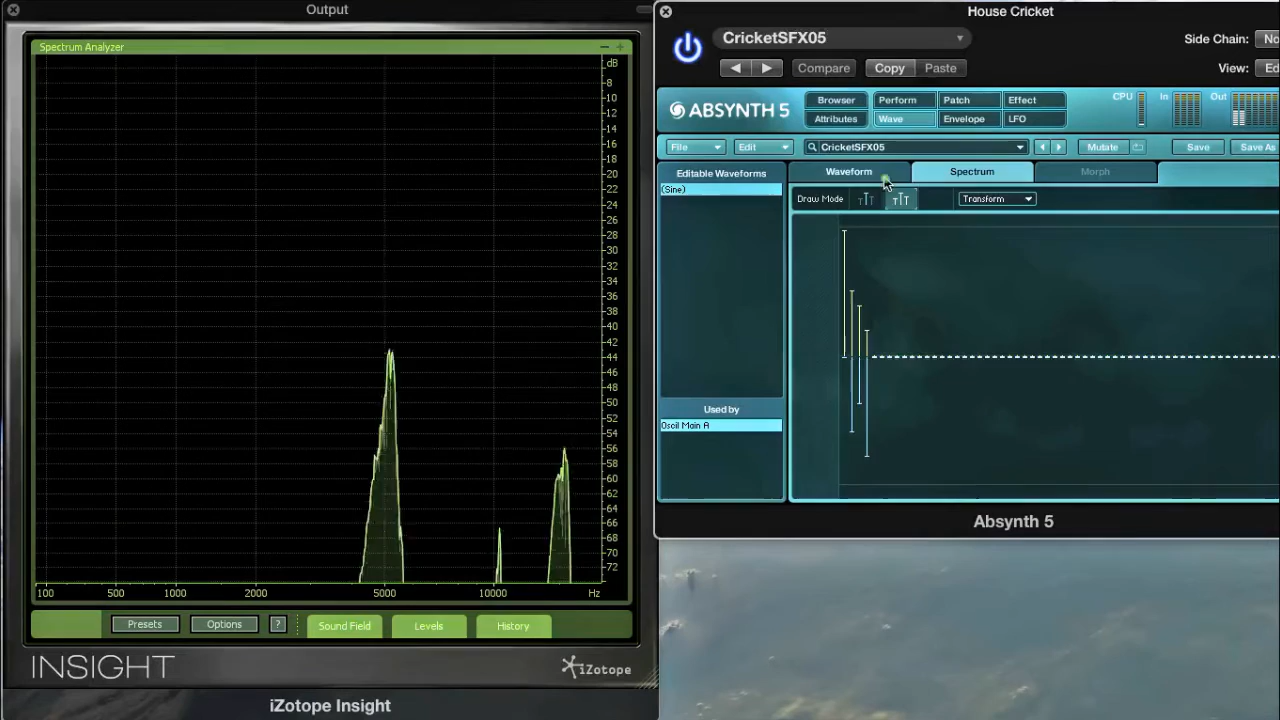 Output
Spectrum Analyzer
dB
8
10
12
14
16
18
20
22
24
26
28
30
32
34
36
38
40
42
44
46
48
50
52
54
56
58
60
62
64
66
68
70
72
100 500 1000 2000 5000 10000 Hz
Presets Options ? Sound Field Levels History
INSIGHT iZotope
iZotope Insight
House Cricket
CricketSFX05
Side Chain: No
Compare Copy Paste View: Ed
ABSYNTH 5
Browser Perform Patch Effect CPU In Out
Attributes Wave Envelope LFO
File Edit CricketSFX05 Mutate Save Save As
Editable Waveforms
(Sine)
Waveform Spectrum Morph
Draw Mode Transform
Used by
Oscil Main A
Absynth 5